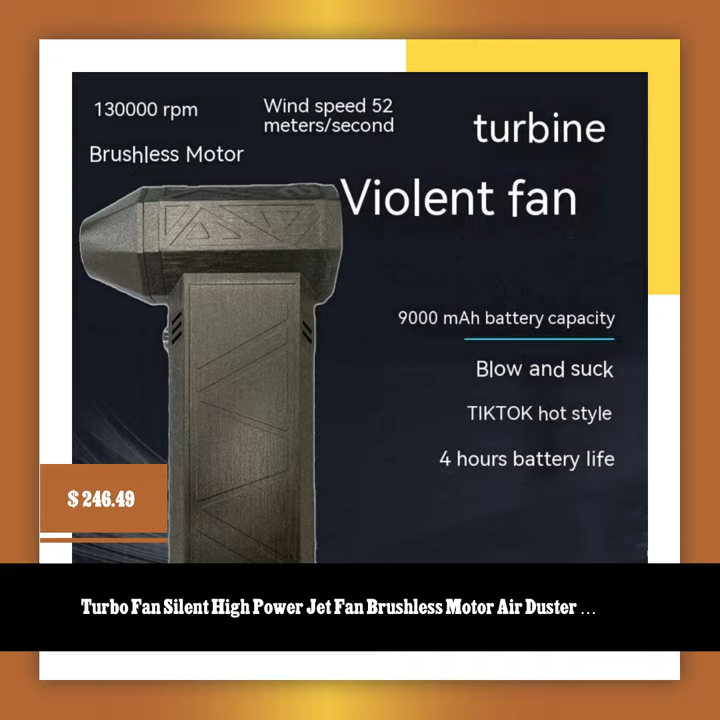 130000 rpm
Wind speed 52
meters/second
turbine
Brushless Motor
Violent fan
9000 mAh battery capacity
Blow and suck
TIKTOK hot style
4 hours battery life
$ 246.49
Turbo Fan Silent High Power Jet Fan Brushless Motor Air Duster ...